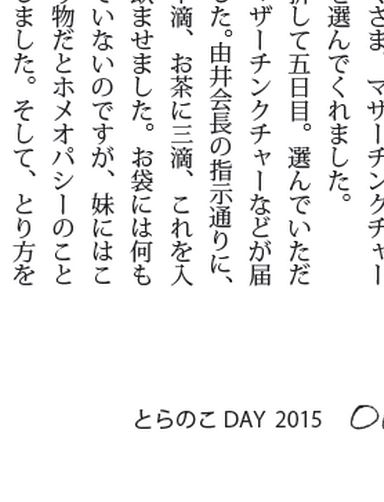 さま、マザーチンクチャー
を選んでくれました。
折して五日目。選んでいただ
マザーチンクチャーなどが届
した。由井会長の指示通りに、
滴、お茶に三滴、これを入
飲ませました。お袋には何も
ていないのですが、妹にはこ
物だとホメオパシーのこと
しました。そして、とり方を
とらのこ DAY 2015